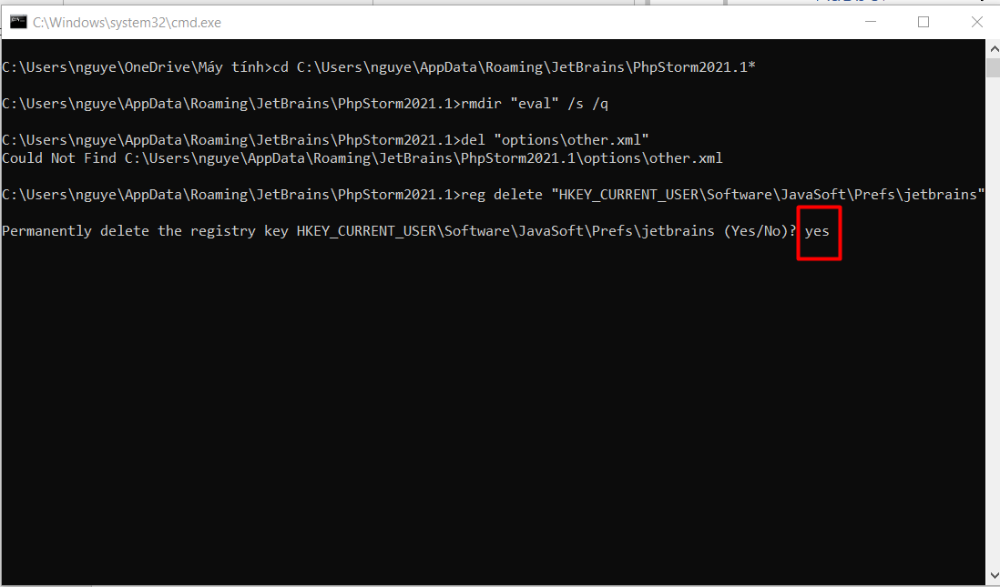 C:\Windows\system32\cmd.exe
C:\Users\nguye\OneDrive\Máy tính>cd C:\Users\nguye\AppData\Roaming\JetBrains\PhpStorm2021.1*
C:\Users\nguye\AppData\Roaming\JetBrains\PhpStorm2021.1>rmdir "eval" /s /q
C:\Users\nguye\AppData\Roaming\JetBrains\PhpStorm2021.1>del "options\other.xml"
Could Not Find C:\Users\nguye\AppData\Roaming\JetBrains\PhpStorm2021.1\options\other.xml
C:\Users\nguye\AppData\Roaming\JetBrains\PhpStorm2021.1>reg delete "HKEY_CURRENT_USER\Software\JavaSoft\Prefs\jetbrains"
Permanently delete the registry key HKEY_CURRENT_USER\Software\JavaSoft\Prefs\jetbrains (Yes/No)? yes